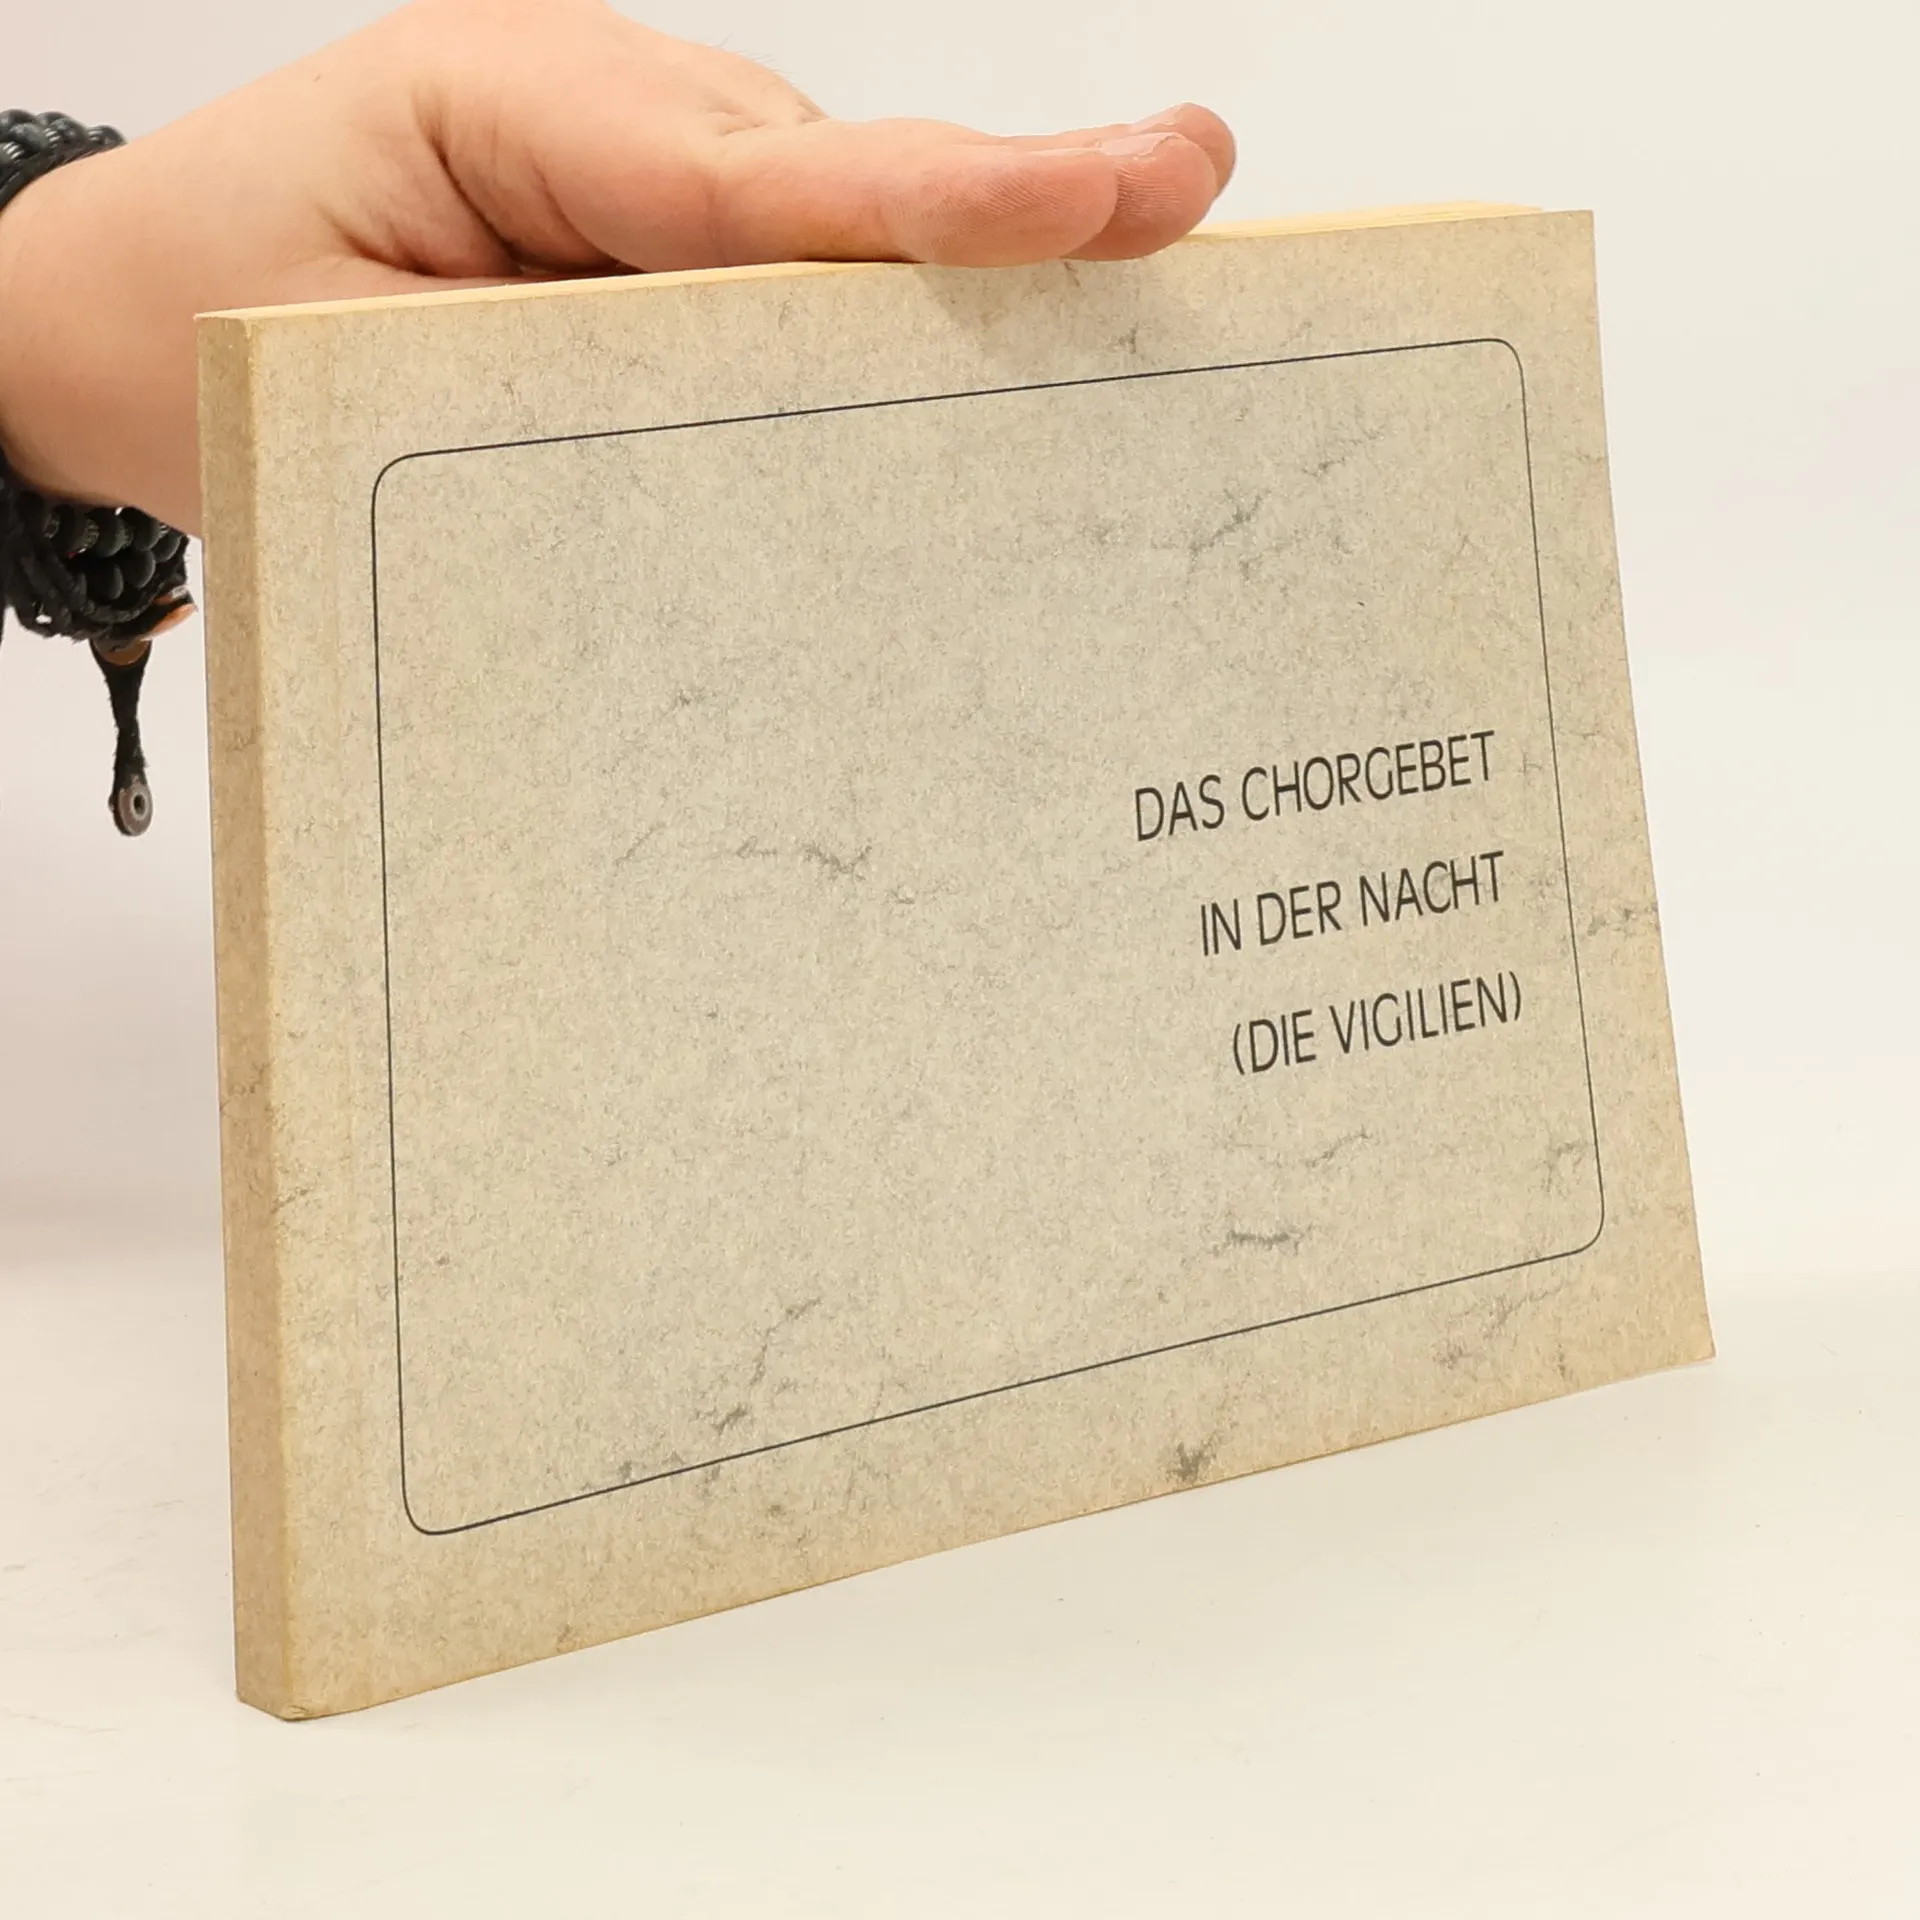 DAS CHORGEBET
IN DER NACHT
(DIE VIGILIEN)